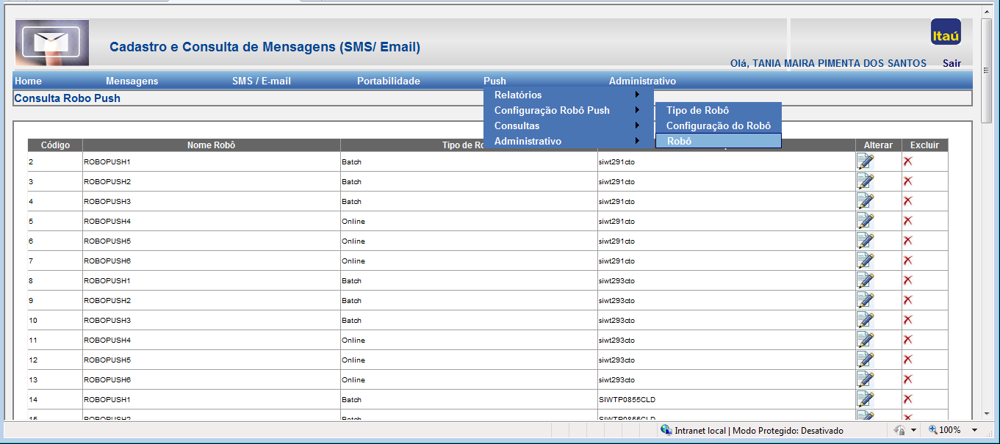 Cadastro e Consulta de Mensagens (SMS/ Email)
Itaú
Olá, TANIA MAIRA PIMENTA DOS SANTOS Sair
Home Mensagens SMS / E-mail Portabilidade Push Administrativo
Consulta Robo Push
Relatórios
Configuração Robô Push
Consultas
Administrativo
Tipo de Robô
Configuração do Robô
Robô
Código Nome Robô Tipo de Alterar Excluir
2 ROBOPUSH1 Batch siwt291cto
3 ROBOPUSH2 Batch siwt291cto
4 ROBOPUSH3 Batch siwt291cto
5 ROBOPUSH4 Online siwt291cto
6 ROBOPUSH5 Online siwt291cto
7 ROBOPUSH6 Online siwt291cto
8 ROBOPUSH1 Batch siwt293cto
9 ROBOPUSH2 Batch siwt293cto
10 ROBOPUSH3 Batch siwt293cto
11 ROBOPUSH4 Online siwt293cto
12 ROBOPUSH5 Online siwt293cto
13 ROBOPUSH6 Online siwt293cto
14 ROBOPUSH1 Batch SIWTP0855CLD
15 ROBOPUSH2 Batch SIWTP0855CLD
Intranet local | Modo Protegido: Desativado 100%